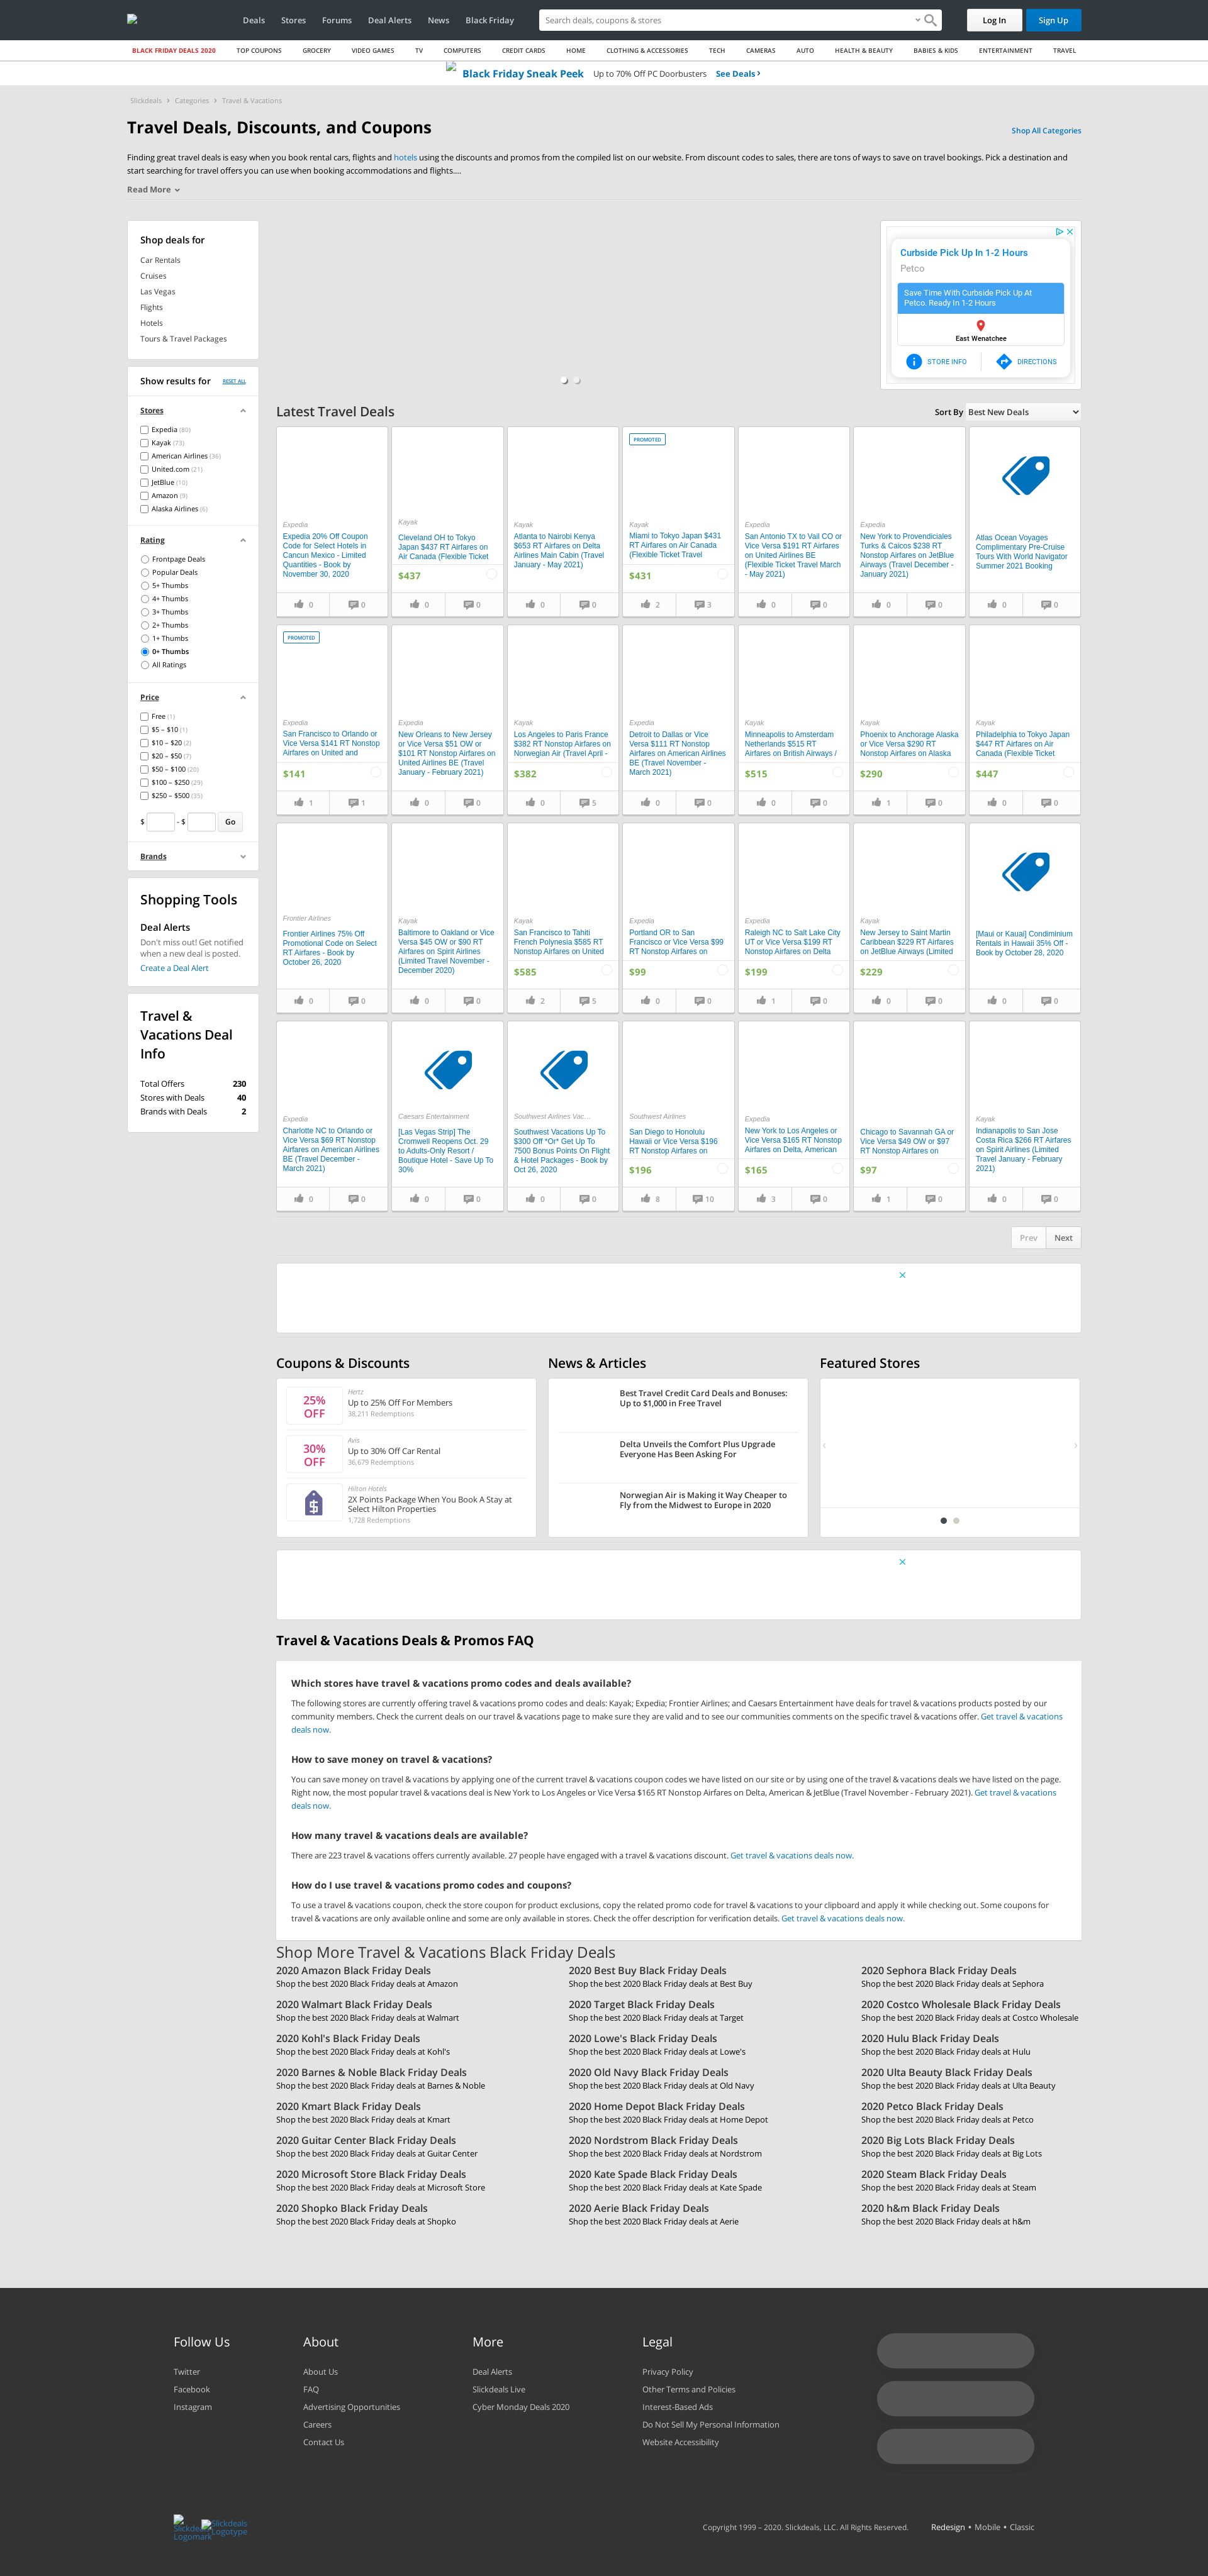 Deals Stores Forums Deal Alerts News Black Friday
Search deals, coupons & stores
Log In
Sign Up
BLACK FRIDAY DEALS 2020 TOP COUPONS GROCERY VIDEO GAMES TV COMPUTERS CREDIT CARDS HOME CLOTHING & ACCESSORIES TECH CAMERAS AUTO HEALTH & BEAUTY BABIES & KIDS ENTERTAINMENT TRAVEL
Black Friday Sneak Peek Up to 70% Off PC Doorbusters See Deals ›
Slickdeals › Categories › Travel & Vacations
Travel Deals, Discounts, and Coupons
Shop All Categories
Finding great travel deals is easy when you book rental cars, flights and hotels using the discounts and promos from the compiled list on our website. From discount codes to sales, there are tons of ways to save on travel bookings. Pick a destination and
start searching for travel offers you can use when booking accommodations and flights....
Read More
Shop deals for
Car Rentals
Cruises
Las Vegas
Flights
Hotels
Tours & Travel Packages
Show results for RESET ALL
Stores
Expedia (80)
Kayak (73)
American Airlines (36)
United.com (21)
JetBlue (10)
Amazon (9)
Alaska Airlines (6)
Rating
Frontpage Deals
Popular Deals
5+ Thumbs
4+ Thumbs
3+ Thumbs
2+ Thumbs
1+ Thumbs
0+ Thumbs
All Ratings
Price
Free (1)
$5 – $10 (1)
$10 – $20 (2)
$20 – $50 (7)
$50 – $100 (20)
$100 – $250 (29)
$250 – $500 (35)
$ - $ Go
Brands
Shopping Tools
Deal Alerts
Don't miss out! Get notified
when a new deal is posted.
Create a Deal Alert
Travel &
Vacations Deal
Info
Total Offers 230
Stores with Deals 40
Brands with Deals 2
Curbside Pick Up In 1-2 Hours
Petco
Save Time With Curbside Pick Up At
Petco. Ready In 1-2 Hours
East Wenatchee
STORE INFO
DIRECTIONS
Latest Travel Deals
Sort By Best New Deals
Expedia
Expedia 20% Off Coupon
Code for Select Hotels in
Cancun Mexico - Limited
Quantities - Book by
November 30, 2020
0 0
Kayak
Cleveland OH to Tokyo
Japan $437 RT Airfares on
Air Canada (Flexible Ticket
$437
0 0
Kayak
Atlanta to Nairobi Kenya
$653 RT Airfares on Delta
Airlines Main Cabin (Travel
January - May 2021)
0 0
PROMOTED
Kayak
Miami to Tokyo Japan $431
RT Airfares on Air Canada
(Flexible Ticket Travel
$431
2 3
Expedia
San Antonio TX to Vail CO or
Vice Versa $191 RT Airfares
on United Airlines BE
(Flexible Ticket Travel March
- May 2021)
0 0
Expedia
New York to Providenciales
Turks & Caicos $238 RT
Nonstop Airfares on JetBlue
Airways (Travel December -
January 2021)
0 0
Atlas Ocean Voyages
Complimentary Pre-Cruise
Tours With World Navigator
Summer 2021 Booking
0 0
PROMOTED
Expedia
San Francisco to Orlando or
Vice Versa $141 RT Nonstop
Airfares on United and
$141
1 1
Expedia
New Orleans to New Jersey
or Vice Versa $51 OW or
$101 RT Nonstop Airfares on
United Airlines BE (Travel
January - February 2021)
0 0
Kayak
Los Angeles to Paris France
$382 RT Nonstop Airfares on
Norwegian Air (Travel April -
$382
0 5
Expedia
Detroit to Dallas or Vice
Versa $111 RT Nonstop
Airfares on American Airlines
BE (Travel November -
March 2021)
0 0
Kayak
Minneapolis to Amsterdam
Netherlands $515 RT
Airfares on British Airways /
$515
0 0
Kayak
Phoenix to Anchorage Alaska
or Vice Versa $290 RT
Nonstop Airfares on Alaska
$290
1 0
Kayak
Philadelphia to Tokyo Japan
$447 RT Airfares on Air
Canada (Flexible Ticket
$447
0 0
Frontier Airlines
Frontier Airlines 75% Off
Promotional Code on Select
RT Airfares - Book by
October 26, 2020
0 0
Kayak
Baltimore to Oakland or Vice
Versa $45 OW or $90 RT
Airfares on Spirit Airlines
(Limited Travel November -
December 2020)
0 0
Kayak
San Francisco to Tahiti
French Polynesia $585 RT
Nonstop Airfares on United
$585
2 5
Expedia
Portland OR to San
Francisco or Vice Versa $99
RT Nonstop Airfares on
$99
0 0
Expedia
Raleigh NC to Salt Lake City
UT or Vice Versa $199 RT
Nonstop Airfares on Delta
$199
1 0
Kayak
New Jersey to Saint Martin
Caribbean $229 RT Airfares
on JetBlue Airways (Limited
$229
0 0
[Maui or Kauai] Condiminium
Rentals in Hawaii 35% Off -
Book by October 28, 2020
0 0
Expedia
Charlotte NC to Orlando or
Vice Versa $69 RT Nonstop
Airfares on American Airlines
BE (Travel December -
March 2021)
0 0
Caesars Entertainment
[Las Vegas Strip] The
Cromwell Reopens Oct. 29
to Adults-Only Resort /
Boutique Hotel - Save Up To
30%
0 0
Southwest Airlines Vac...
Southwest Vacations Up To
$300 Off *Or* Get Up To
7500 Bonus Points On Flight
& Hotel Packages - Book by
Oct 26, 2020
0 0
Southwest Airlines
San Diego to Honolulu
Hawaii or Vice Versa $196
RT Nonstop Airfares on
$196
8 10
Expedia
New York to Los Angeles or
Vice Versa $165 RT Nonstop
Airfares on Delta, American
$165
3 0
Chicago to Savannah GA or
Vice Versa $49 OW or $97
RT Nonstop Airfares on
$97
1 0
Kayak
Indianapolis to San Jose
Costa Rica $266 RT Airfares
on Spirit Airlines (Limited
Travel January - February
2021)
0 0
Prev Next
Coupons & Discounts
25%
OFF
Hertz
Up to 25% Off For Members
38,211 Redemptions
30%
OFF
Avis
Up to 30% Off Car Rental
36,679 Redemptions
Hilton Hotels
2X Points Package When You Book A Stay at
Select Hilton Properties
1,728 Redemptions
News & Articles
Best Travel Credit Card Deals and Bonuses:
Up to $1,000 in Free Travel
Delta Unveils the Comfort Plus Upgrade
Everyone Has Been Asking For
Norwegian Air is Making it Way Cheaper to
Fly from the Midwest to Europe in 2020
Featured Stores
Travel & Vacations Deals & Promos FAQ
Which stores have travel & vacations promo codes and deals available?
The following stores are currently offering travel & vacations promo codes and deals: Kayak; Expedia; Frontier Airlines; and Caesars Entertainment have deals for travel & vacations products posted by our
community members. Check the current deals on our travel & vacations page to make sure they are valid and to see our communities comments on the specific travel & vacations offer. Get travel & vacations
deals now.
How to save money on travel & vacations?
You can save money on travel & vacations by applying one of the current travel & vacations coupon codes we have listed on our site or by using one of the travel & vacations deals we have listed on the page.
Right now, the most popular travel & vacations deal is New York to Los Angeles or Vice Versa $165 RT Nonstop Airfares on Delta, American & JetBlue (Travel November - February 2021). Get travel & vacations
deals now.
How many travel & vacations deals are available?
There are 223 travel & vacations offers currently available. 27 people have engaged with a travel & vacations discount. Get travel & vacations deals now.
How do I use travel & vacations promo codes and coupons?
To use a travel & vacations coupon, check the store coupon for product exclusions, copy the related promo code for travel & vacations to your clipboard and apply it while checking out. Some coupons for
travel & vacations are only available online and some are only available in stores. Check the offer description for verification details. Get travel & vacations deals now.
Shop More Travel & Vacations Black Friday Deals
2020 Amazon Black Friday Deals
Shop the best 2020 Black Friday deals at Amazon
2020 Best Buy Black Friday Deals
Shop the best 2020 Black Friday deals at Best Buy
2020 Sephora Black Friday Deals
Shop the best 2020 Black Friday deals at Sephora
2020 Walmart Black Friday Deals
Shop the best 2020 Black Friday deals at Walmart
2020 Target Black Friday Deals
Shop the best 2020 Black Friday deals at Target
2020 Costco Wholesale Black Friday Deals
Shop the best 2020 Black Friday deals at Costco Wholesale
2020 Kohl's Black Friday Deals
Shop the best 2020 Black Friday deals at Kohl's
2020 Lowe's Black Friday Deals
Shop the best 2020 Black Friday deals at Lowe's
2020 Hulu Black Friday Deals
Shop the best 2020 Black Friday deals at Hulu
2020 Barnes & Noble Black Friday Deals
Shop the best 2020 Black Friday deals at Barnes & Noble
2020 Old Navy Black Friday Deals
Shop the best 2020 Black Friday deals at Old Navy
2020 Ulta Beauty Black Friday Deals
Shop the best 2020 Black Friday deals at Ulta Beauty
2020 Kmart Black Friday Deals
Shop the best 2020 Black Friday deals at Kmart
2020 Home Depot Black Friday Deals
Shop the best 2020 Black Friday deals at Home Depot
2020 Petco Black Friday Deals
Shop the best 2020 Black Friday deals at Petco
2020 Guitar Center Black Friday Deals
Shop the best 2020 Black Friday deals at Guitar Center
2020 Nordstrom Black Friday Deals
Shop the best 2020 Black Friday deals at Nordstrom
2020 Big Lots Black Friday Deals
Shop the best 2020 Black Friday deals at Big Lots
2020 Microsoft Store Black Friday Deals
Shop the best 2020 Black Friday deals at Microsoft Store
2020 Kate Spade Black Friday Deals
Shop the best 2020 Black Friday deals at Kate Spade
2020 Steam Black Friday Deals
Shop the best 2020 Black Friday deals at Steam
2020 Shopko Black Friday Deals
Shop the best 2020 Black Friday deals at Shopko
2020 Aerie Black Friday Deals
Shop the best 2020 Black Friday deals at Aerie
2020 h&m Black Friday Deals
Shop the best 2020 Black Friday deals at h&m
Follow Us
Twitter
Facebook
Instagram
About
About Us
FAQ
Advertising Opportunities
Careers
Contact Us
More
Deal Alerts
Slickdeals Live
Cyber Monday Deals 2020
Legal
Privacy Policy
Other Terms and Policies
Interest-Based Ads
Do Not Sell My Personal Information
Website Accessibility
Slickdeals
Logomark
Slickdeals
Logotype
Copyright 1999 – 2020. Slickdeals, LLC. All Rights Reserved.
Redesign • Mobile • Classic